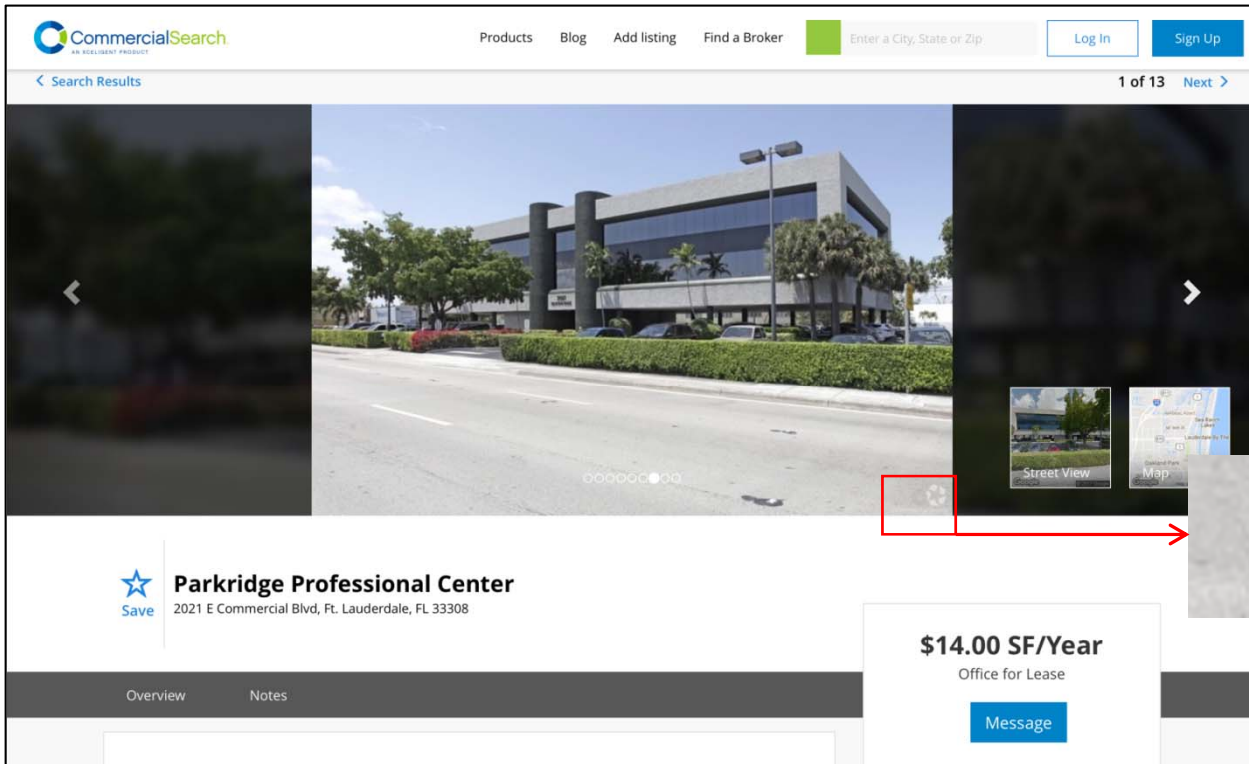 CommercialSearch
AN XCELIGENT PRODUCT
Products Blog Add listing Find a Broker Enter a City, State or Zip Log In Sign Up
Search Results 1 of 13 Next
Street View
Map
Parkridge Professional Center
2021 E Commercial Blvd, Ft. Lauderdale, FL 33308
Save
$14.00 SF/Year
Office for Lease
Message
Overview Notes